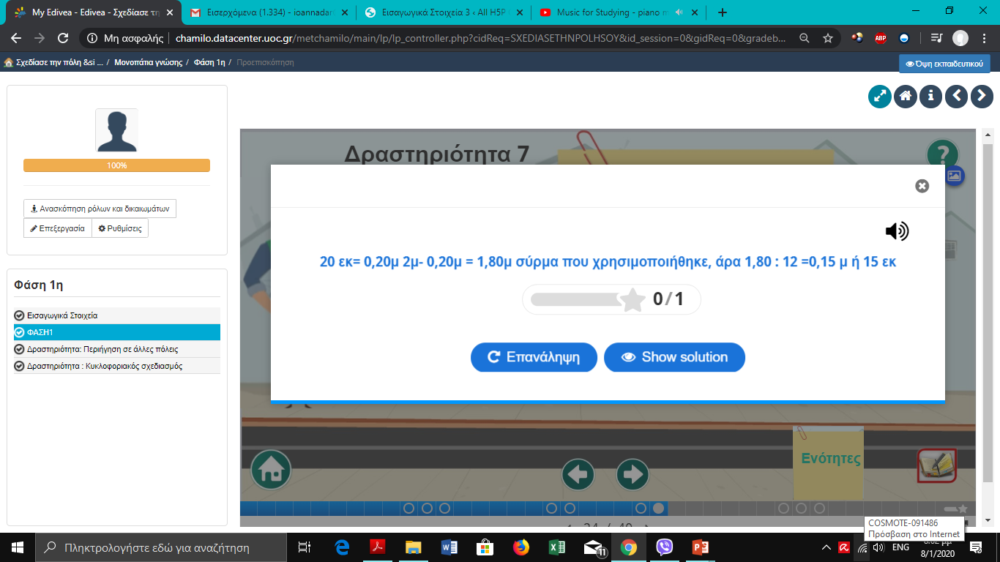 My Edivea - Edivea - Σχεδίασε τη
Εισερχόμενα (1.334) - ioannadar
Εισαγωγικά Στοιχεία 3 ‹ All H5P
Music for Studying - piano m
Μη ασφαλής
chamilo.datacenter.uoc.gr/metchamilo/main/lp/lp_controller.php?cidReq=SXEDIASETHNPOLHSOY&id_session=0&gidReq=0&gradeb...
ABP
Σχεδίασε την πόλη &si ... / Μονοπάτια γνώσης / Φάση 1η / Προεπισκόπηση
Όψη εκπαιδευτικού
100%
Ανασκόπηση ρόλων και δικαιωμάτων
Επεξεργασία
Ρυθμίσεις
Φάση 1η
Εισαγωγικά Στοιχεία
ΦΑΣΗ1
Δραστηριότητα: Περιήγηση σε άλλες πόλεις
Δραστηριότητα : Κυκλοφοριακός σχεδιασμός
Δραστηριότητα 7
?
20 εκ= 0,20μ 2μ- 0,20μ = 1,80μ σύρμα που χρησιμοποιήθηκε, άρα 1,80 : 12 =0,15 μ ή 15 εκ
0/1
Επανάληψη
Show solution
Ενότητες
COSMOTE-091486
Πρόσβαση στο Internet
Πληκτρολογήστε εδώ για αναζήτηση
11
ENG
8/1/2020